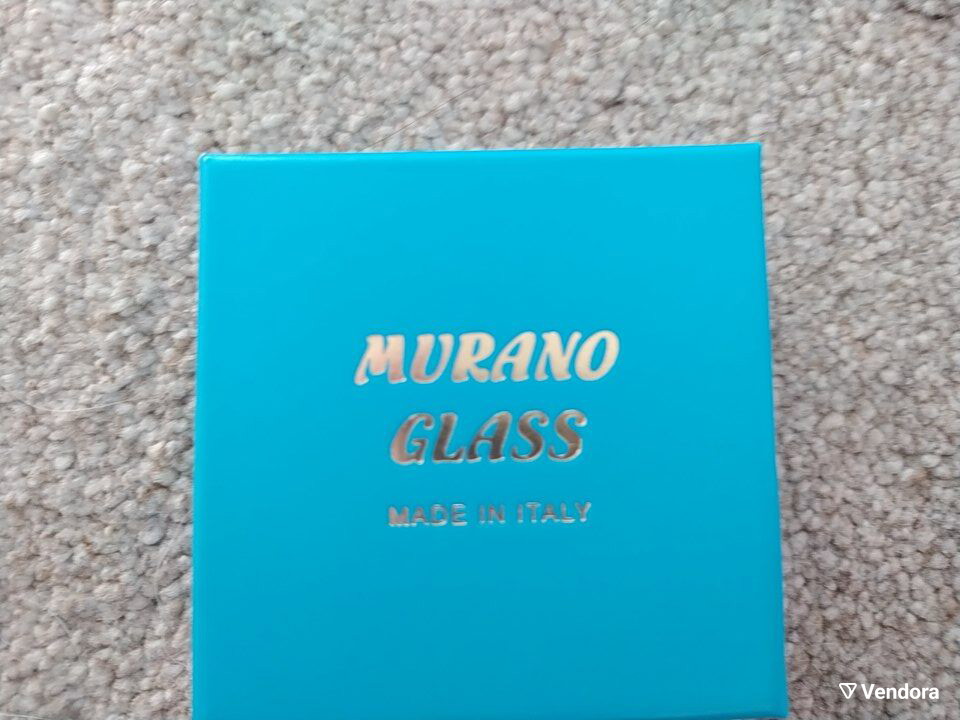 MURANO
GLASS
MADE IN ITALY
Vendora